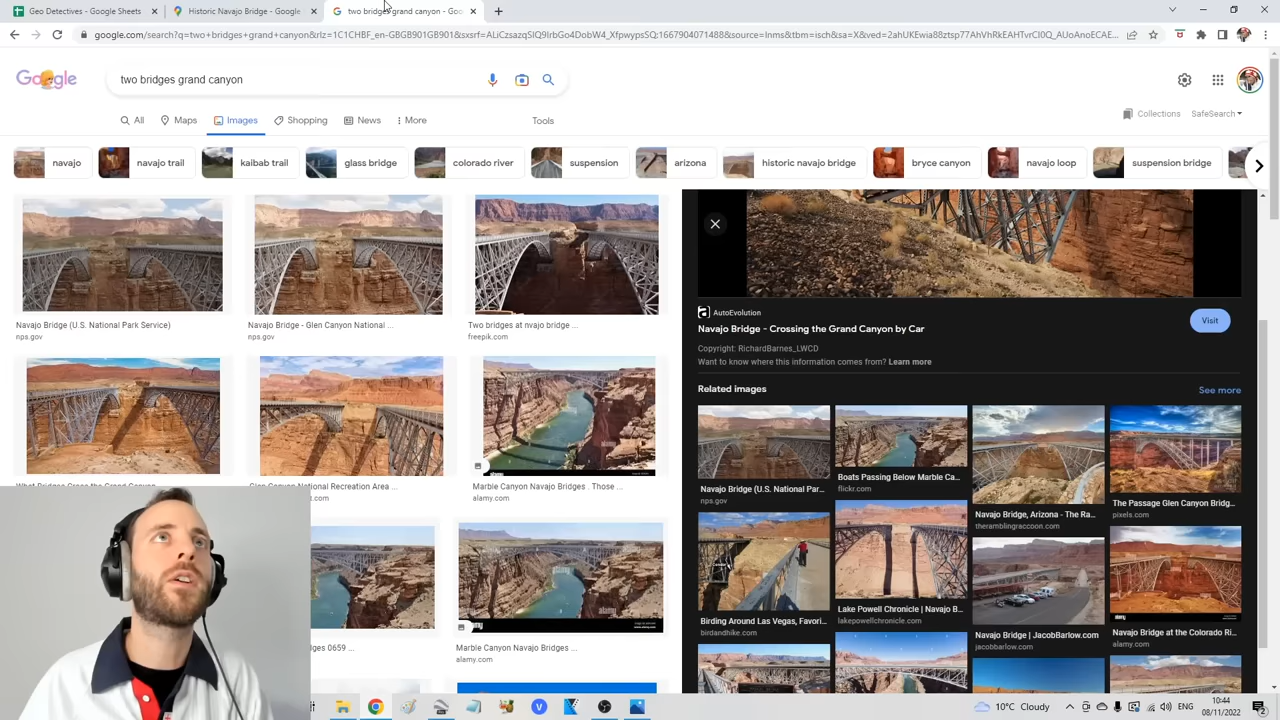 Geo Detectives - Google Sheets
Historic Navajo Bridge - Google
two bridges grand canyon - Goo
google.com/search?q=two+bridges+grand+canyon&rlz=1C1CHBF_en-GBGB901GB901&sxsrf=ALiCzsazqSIQ9IrbGo4DobW4_XfpwypsSQ:1667904071488&source=lnms&tbm=isch&sa=X&ved=2ahUKEwia88ztsp77AhVhRkEAHTvrCI0Q_AUoAnoECAE...
Google
two bridges grand canyon
All
Maps
Images
Shopping
News
More
Tools
Collections
SafeSearch
navajo
navajo trail
kaibab trail
glass bridge
colorado river
suspension
arizona
historic navajo bridge
bryce canyon
navajo loop
suspension bridge
Navajo Bridge (U.S. National Park Service)
nps.gov
Navajo Bridge - Glen Canyon National ...
nps.gov
Two bridges at nvajo bridge ...
freepik.com
Marble Canyon Navajo Bridges . Those ...
alamy.com
Marble Canyon Navajo Bridges ...
alamy.com
AutoEvolution
Navajo Bridge - Crossing the Grand Canyon by Car
Visit
Copyright: RichardBarnes_LWCD
Want to know where this information comes from? Learn more
Related images
See more
Navajo Bridge (U.S. National Par...
nps.gov
Boats Passing Below Marble Ca...
flickr.com
Navajo Bridge, Arizona - The Ra...
theramblingraccoon.com
The Passage Glen Canyon Bridg...
pixels.com
Birding Around Las Vegas, Favori...
birdandhike.com
Lake Powell Chronicle | Navajo B...
lakepowellchronicle.com
Navajo Bridge | JacobBarlow.com
jacobbarlow.com
Navajo Bridge at the Colorado Ri...
alamy.com
10°C Cloudy
ENG
10:44
08/11/2022